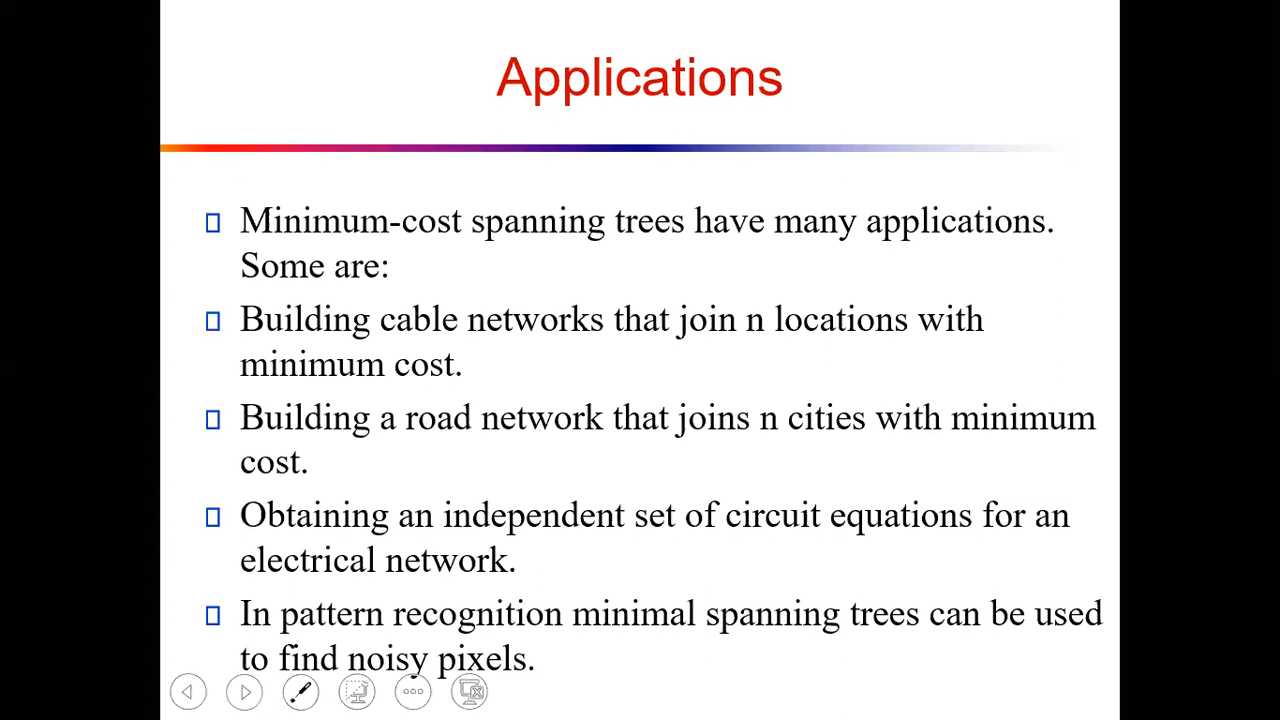 Applications
Minimum-cost spanning trees have many applications.
Some are:
Building cable networks that join n locations with
minimum cost.
Building a road network that joins n cities with minimum
cost.
Obtaining an independent set of circuit equations for an
electrical network.
In pattern recognition minimal spanning trees can be used
to find noisy pixels.